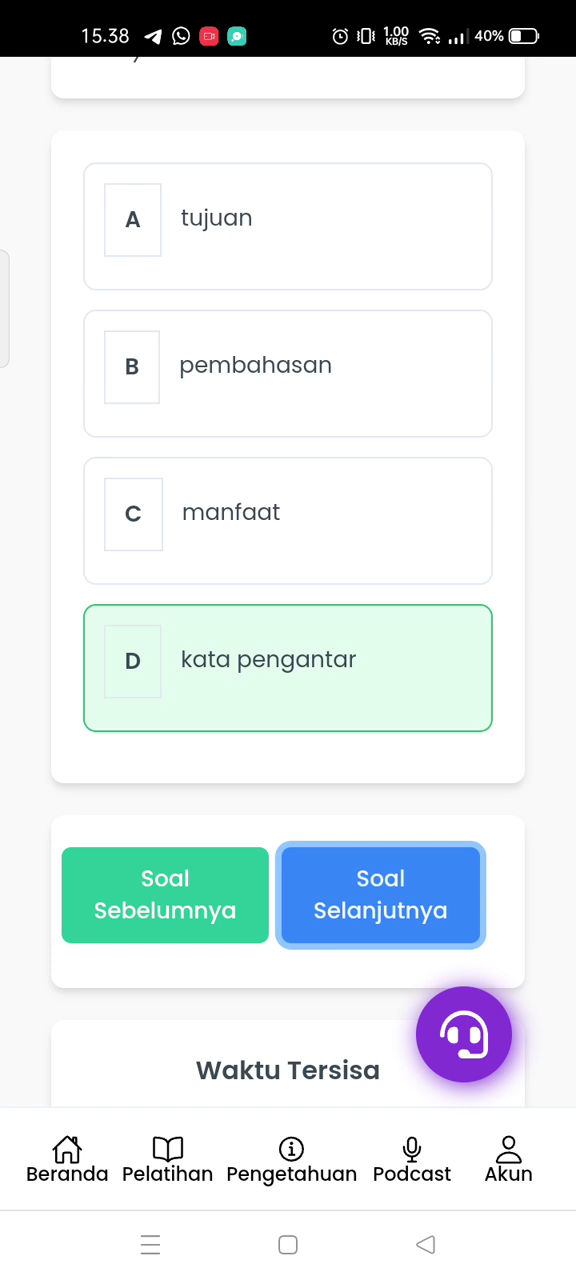 15.38
1.00
KB/S
40%
A
tujuan
B
pembahasan
C
manfaat
D
kata pengantar
Soal
Sebelumnya
Soal
Selanjutnya
Waktu Tersisa
Beranda
Pelatihan
Pengetahuan
Podcast
Akun